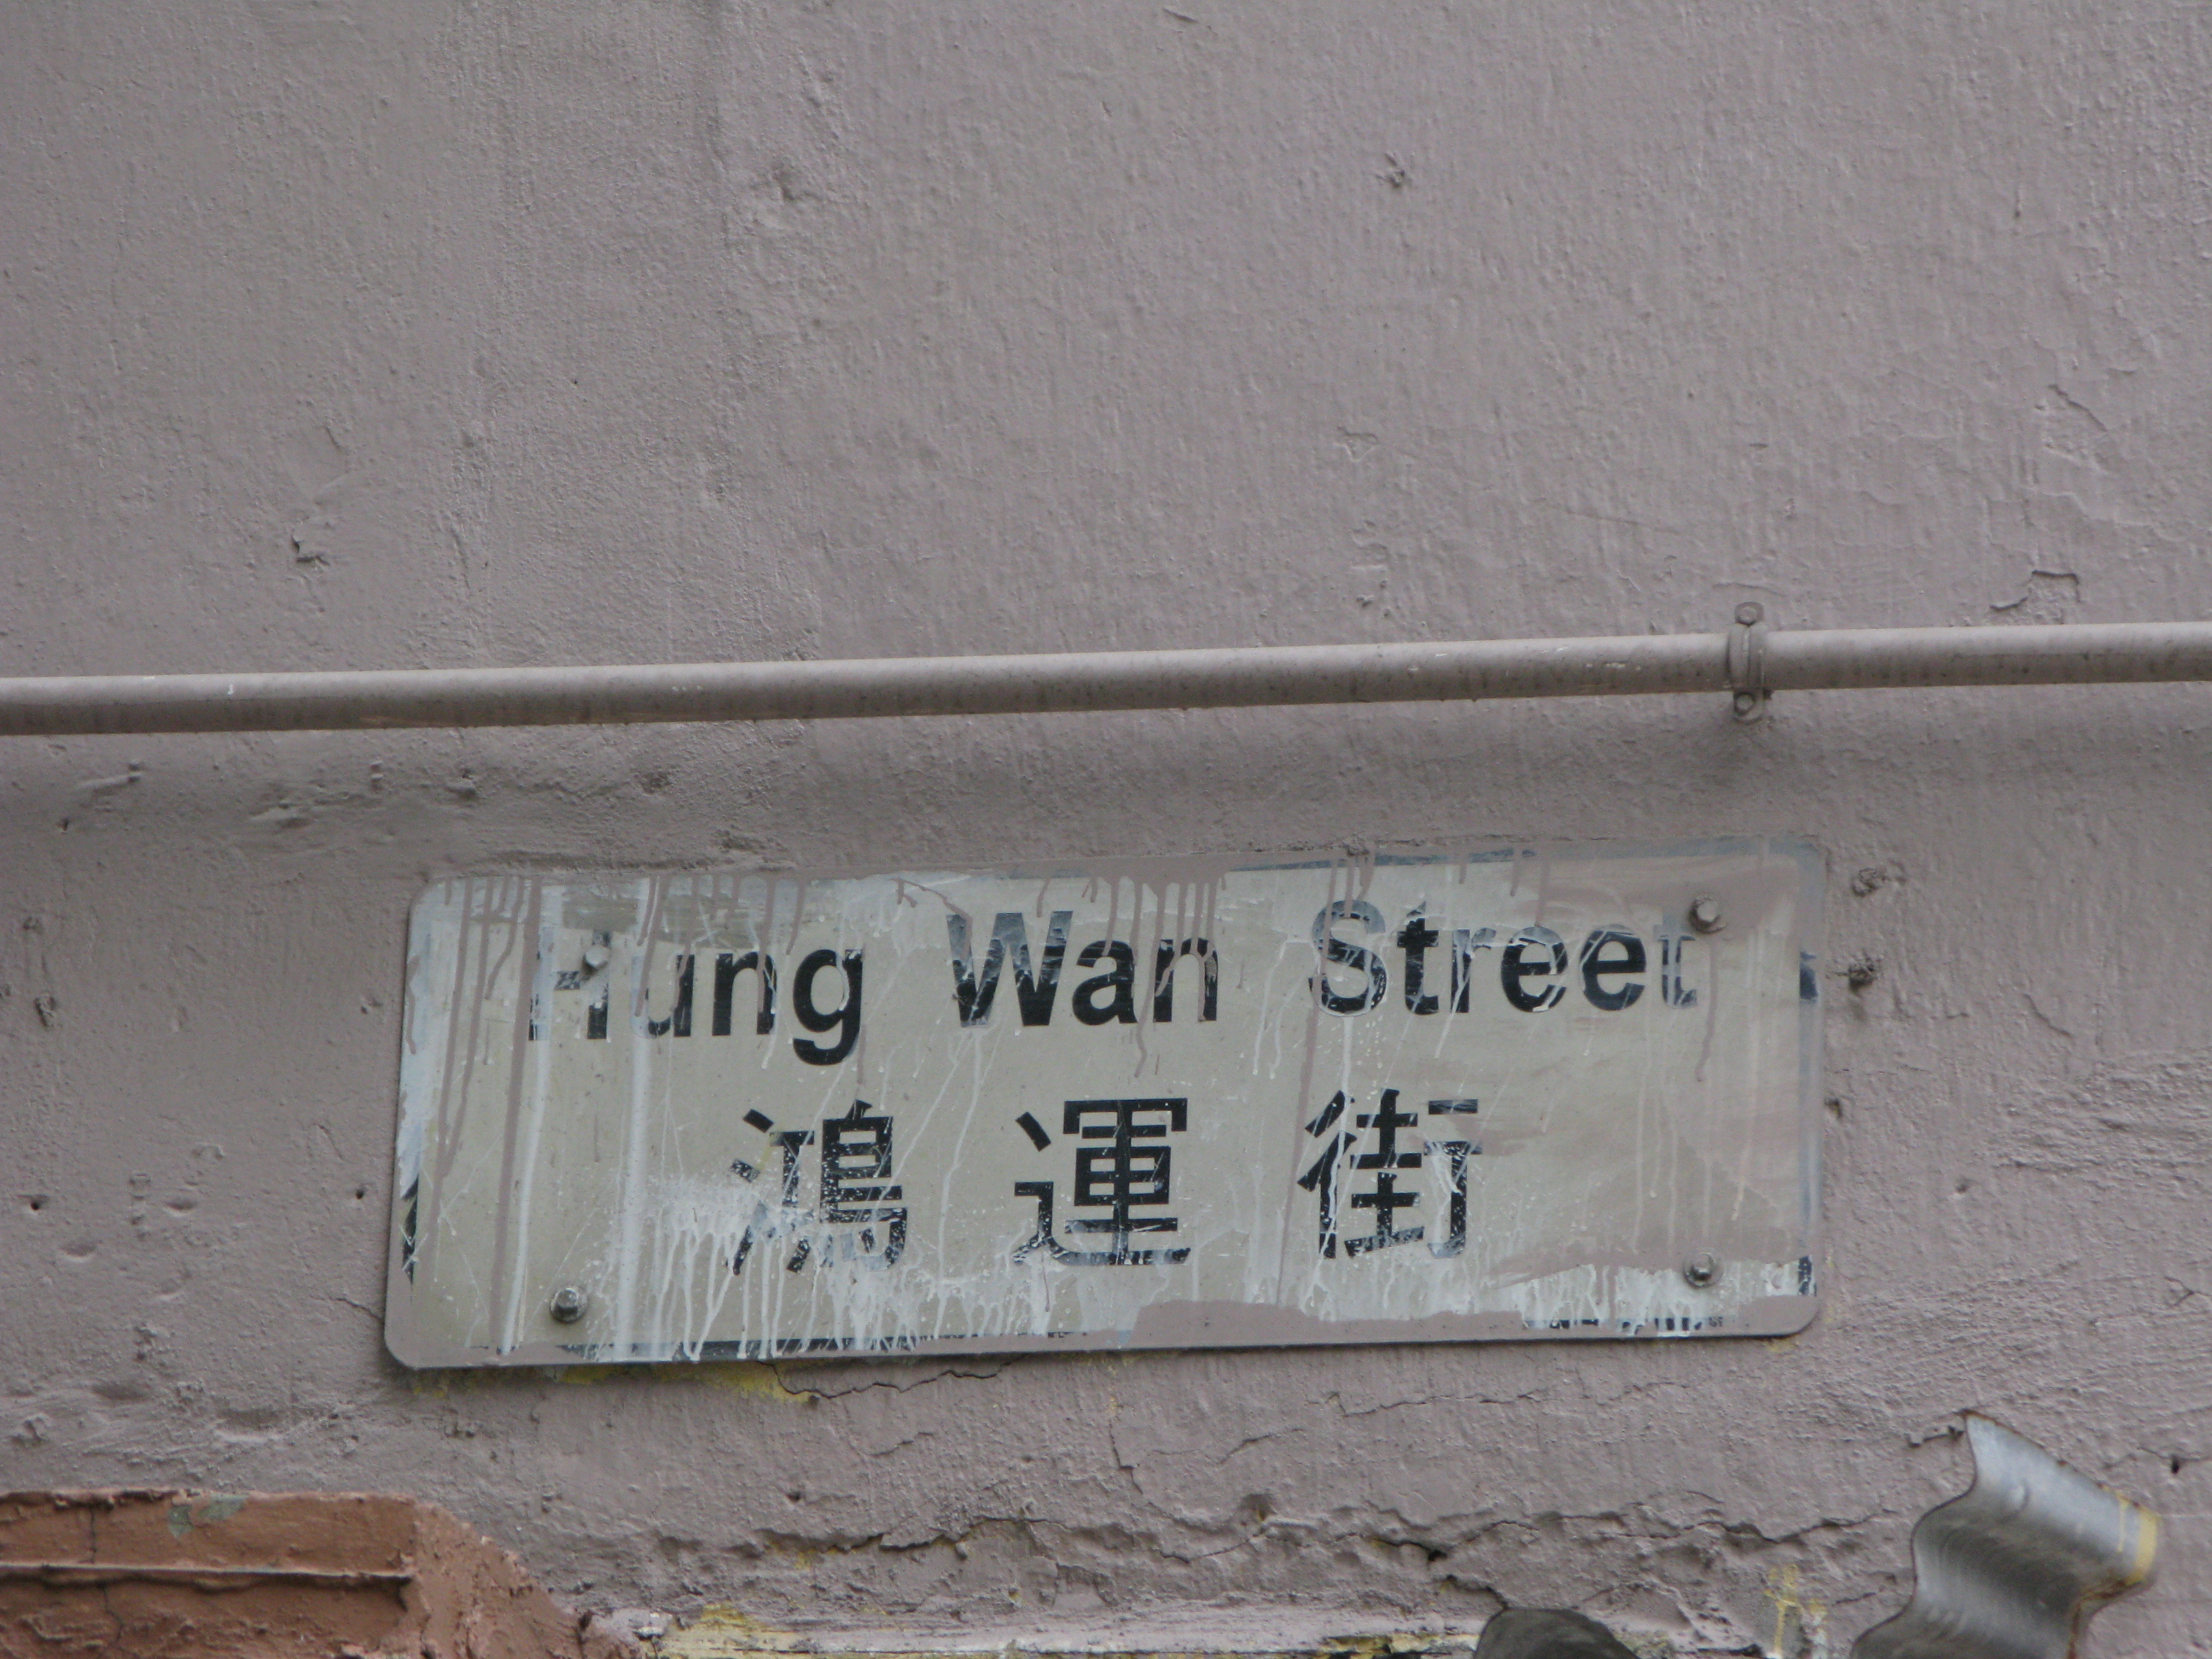 Hung Wan Street
鴻運街